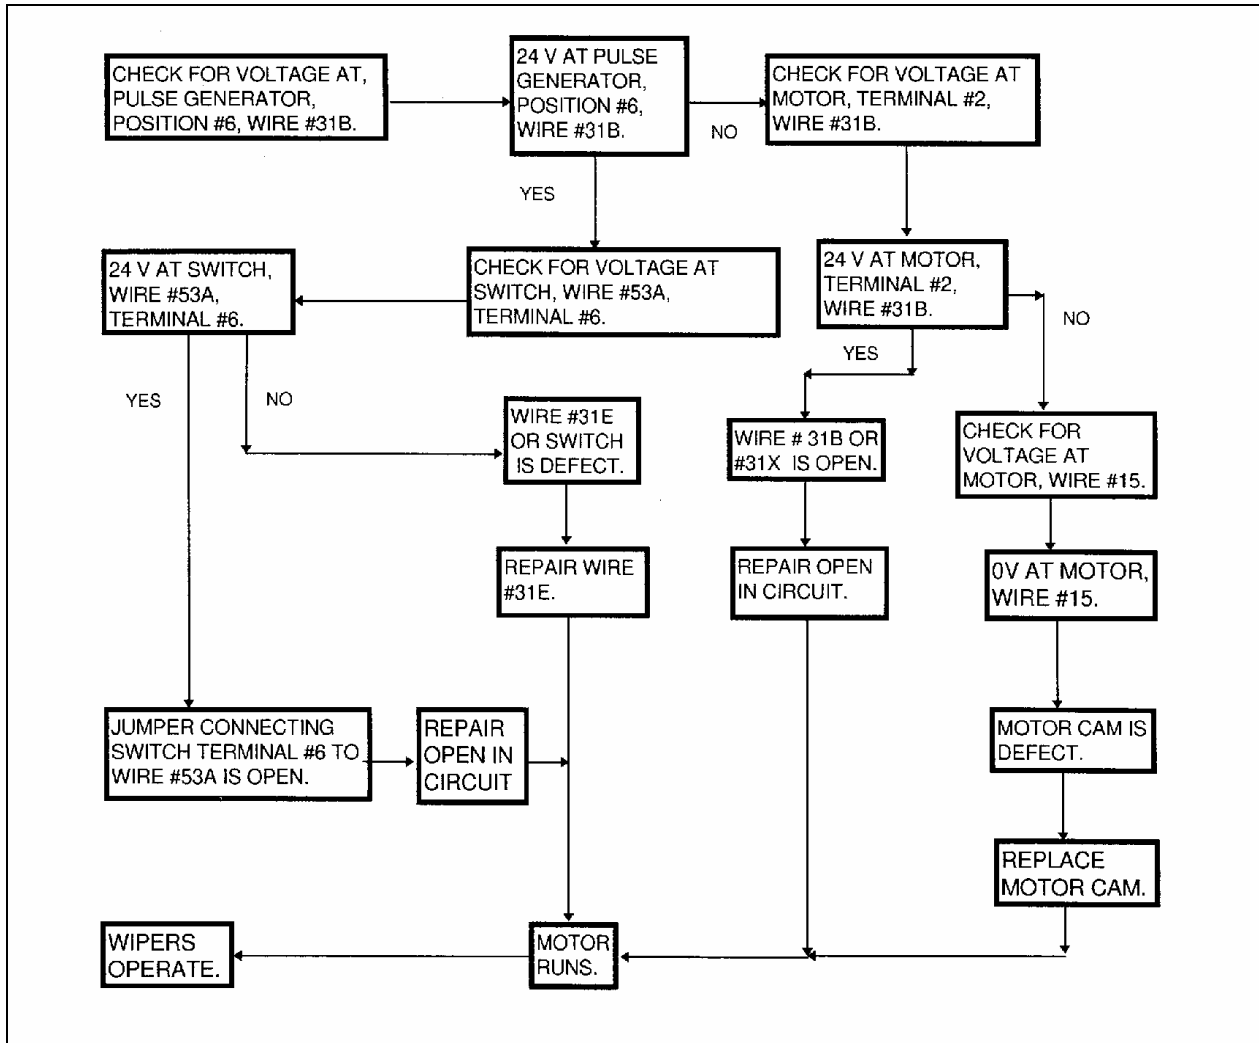 CHECK FOR VOLTAGE AT,
PULSE GENERATOR,
POSITION #6, WIRE #31B.
24 V AT PULSE
GENERATOR,
POSITION #6,
WIRE #31B.
NO
CHECK FOR VOLTAGE AT
MOTOR, TERMINAL #2,
WIRE #31B.
YES
24 V AT SWITCH,
WIRE #53A,
TERMINAL #6.
CHECK FOR VOLTAGE AT
SWITCH, WIRE #53A,
TERMINAL #6.
24 V AT MOTOR,
TERMINAL #2,
WIRE #31B.
NO
YES
YES
NO
WIRE #31E
OR SWITCH
IS DEFECT.
WIRE # 31B OR
#31X IS OPEN.
CHECK FOR
VOLTAGE AT
MOTOR, WIRE #15.
REPAIR WIRE
#31E.
REPAIR OPEN
IN CIRCUIT.
0V AT MOTOR,
WIRE #15.
JUMPER CONNECTING
SWITCH TERMINAL #6 TO
WIRE #53A IS OPEN.
REPAIR
OPEN IN
CIRCUIT
MOTOR CAM IS
DEFECT.
REPLACE
MOTOR CAM.
WIPERS
OPERATE.
MOTOR
RUNS.